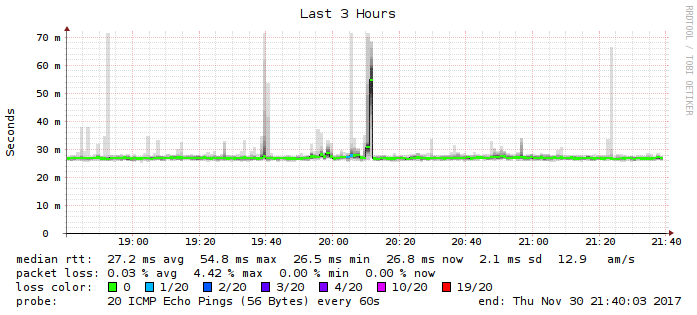 Last 3 Hours
RRDTOOL / TOBI OETIKER
Seconds
70 m
60 m
50 m
40 m
30 m
20 m
10 m
0
19:00 19:20 19:40 20:00 20:20 20:40 21:00 21:20 21:40
median rtt: 27.2 ms avg 54.8 ms max 26.5 ms min 26.8 ms now 2.1 ms sd 12.9 am/s
packet loss: 0.03 % avg 4.42 % max 0.00 % min 0.00 % now
loss color: 0 1/20 2/20 3/20 4/20 10/20 19/20
probe: 20 ICMP Echo Pings (56 Bytes) every 60s end: Thu Nov 30 21:40:03 2017